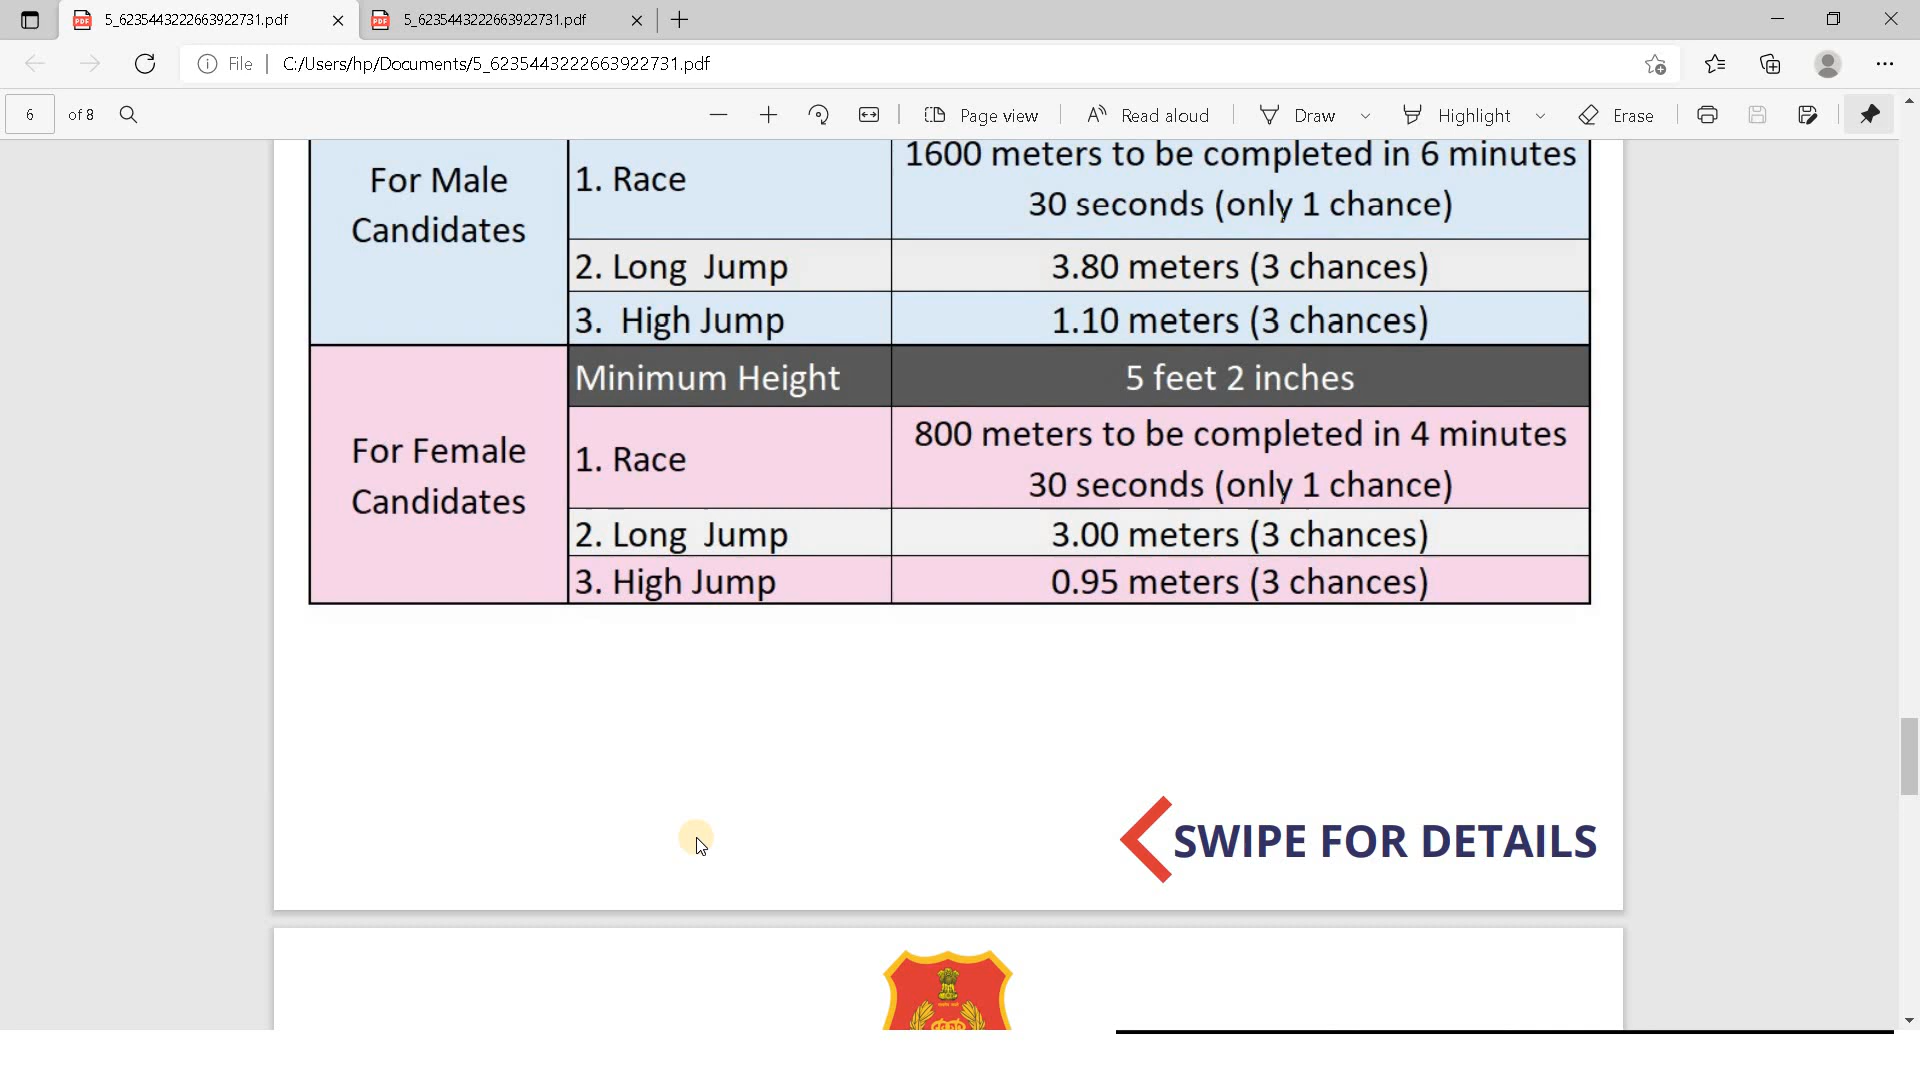 5_6235443222663922731.pdf
5_6235443222663922731.pdf
File
C:/Users/hp/Documents/5_6235443222663922731.pdf
6 of 8
Page view
Read aloud
Draw
Highlight
Erase
For Male
Candidates
1. Race
1600 meters to be completed in 6 minutes
30 seconds (only 1 chance)
2. Long Jump
3.80 meters (3 chances)
3. High Jump
1.10 meters (3 chances)
For Female
Candidates
Minimum Height
5 feet 2 inches
1. Race
800 meters to be completed in 4 minutes
30 seconds (only 1 chance)
2. Long Jump
3.00 meters (3 chances)
3. High Jump
0.95 meters (3 chances)
SWIPE FOR DETAILS